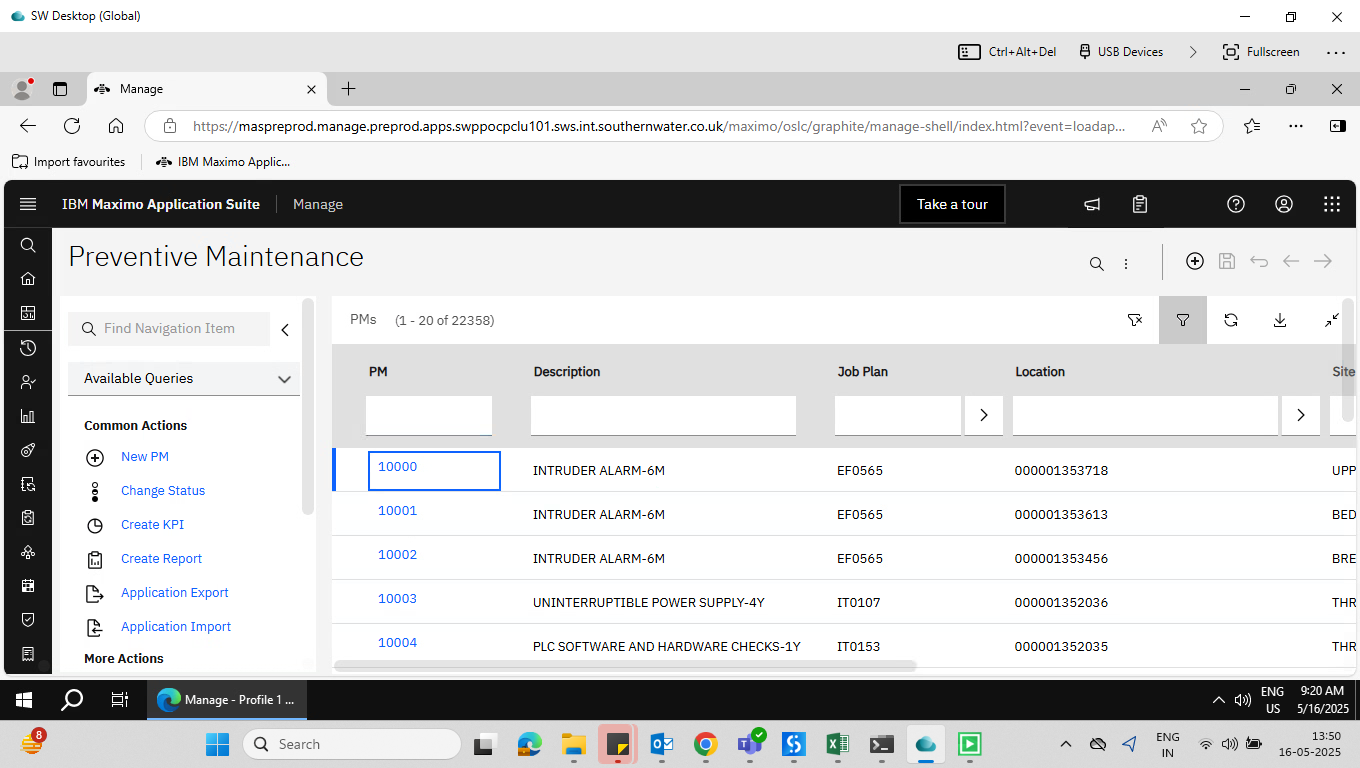 SW Desktop (Global)
Ctrl+Alt+Del
USB Devices
Fullscreen
Manage
https://maspreprod.manage.preprod.apps.swppocpclu101.sws.int.southernwater.co.uk/maximo/oslc/graphite/manage-shell/index.html?event=loadap...
Import favourites
IBM Maximo Applic...
IBM Maximo Application Suite
Manage
Take a tour
Preventive Maintenance
Find Navigation Item
Available Queries
Common Actions
New PM
Change Status
Create KPI
Create Report
Application Export
Application Import
More Actions
PMs (1 - 20 of 22358)
PM Description Job Plan Location Site
10000 INTRUDER ALARM-6M EF0565 000001353718 UPP
10001 INTRUDER ALARM-6M EF0565 000001353613 BED
10002 INTRUDER ALARM-6M EF0565 000001353456 BRE
10003 UNINTERRUPTIBLE POWER SUPPLY-4Y IT0107 000001352036 THR
10004 PLC SOFTWARE AND HARDWARE CHECKS-1Y IT0153 000001352035 THR
Manage - Profile 1 ...
ENG
US
9:20 AM
5/16/2025
8
Search
ENG
IN
13:50
16-05-2025